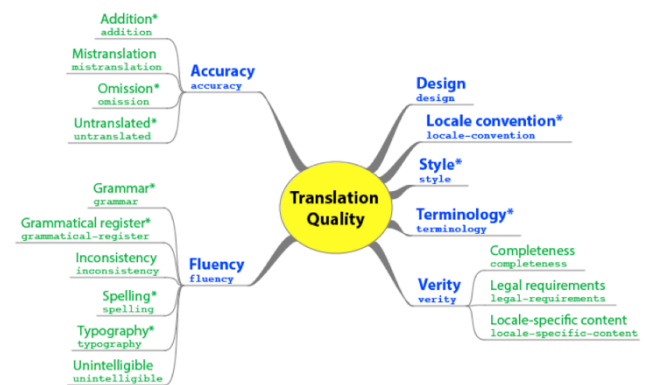 Addition*
addition
Mistranslation
mistranslation
Omission*
omission
Untranslated*
untranslated
Accuracy
accuracy
Grammar*
grammar
Grammatical register*
grammatical-register
Inconsistency
inconsistency
Spelling*
spelling
Typography*
typography
Unintelligible
unintelligible
Fluency
fluency
Translation
Quality
Design
design
Locale convention*
locale-convention
Style*
style
Terminology*
terminology
Verity
verity
Completeness
completeness
Legal requirements
legal-requirements
Locale-specific content
locale-specific-content